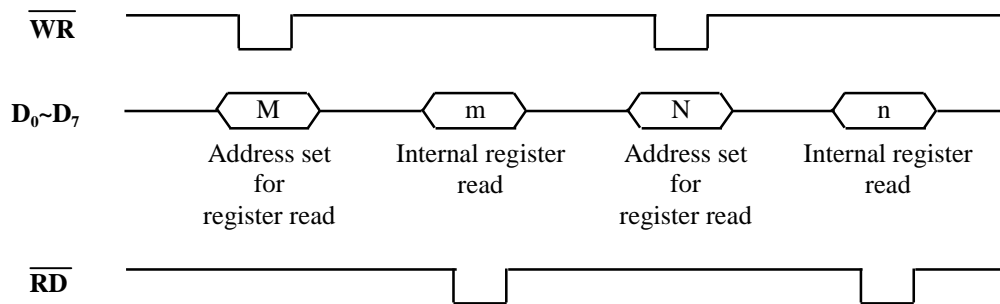 WR
D₀~D₇
M
m
N
n
Address set
for
register read
Internal register
read
Address set
for
register read
Internal register
read
RD